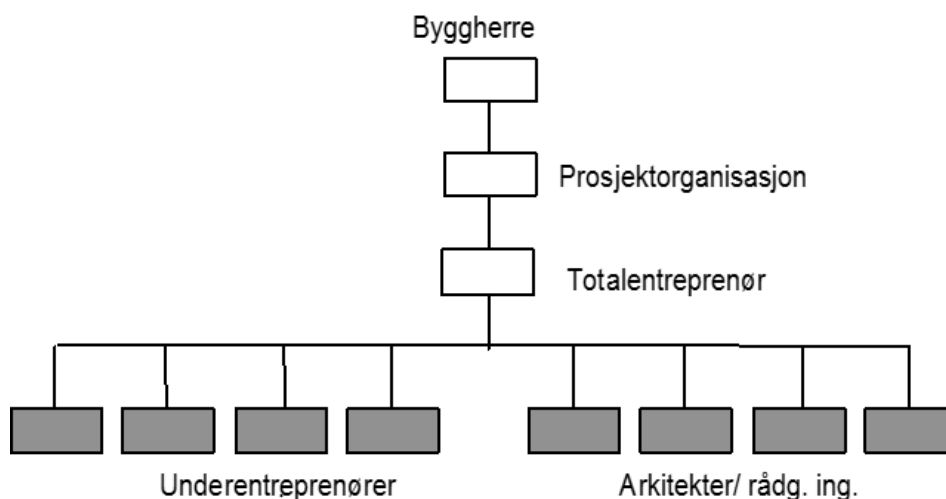 Byggherre
Prosjektorganisasjon
Totalentreprenør
Underentreprenører
Arkitekter/ rådg. ing.